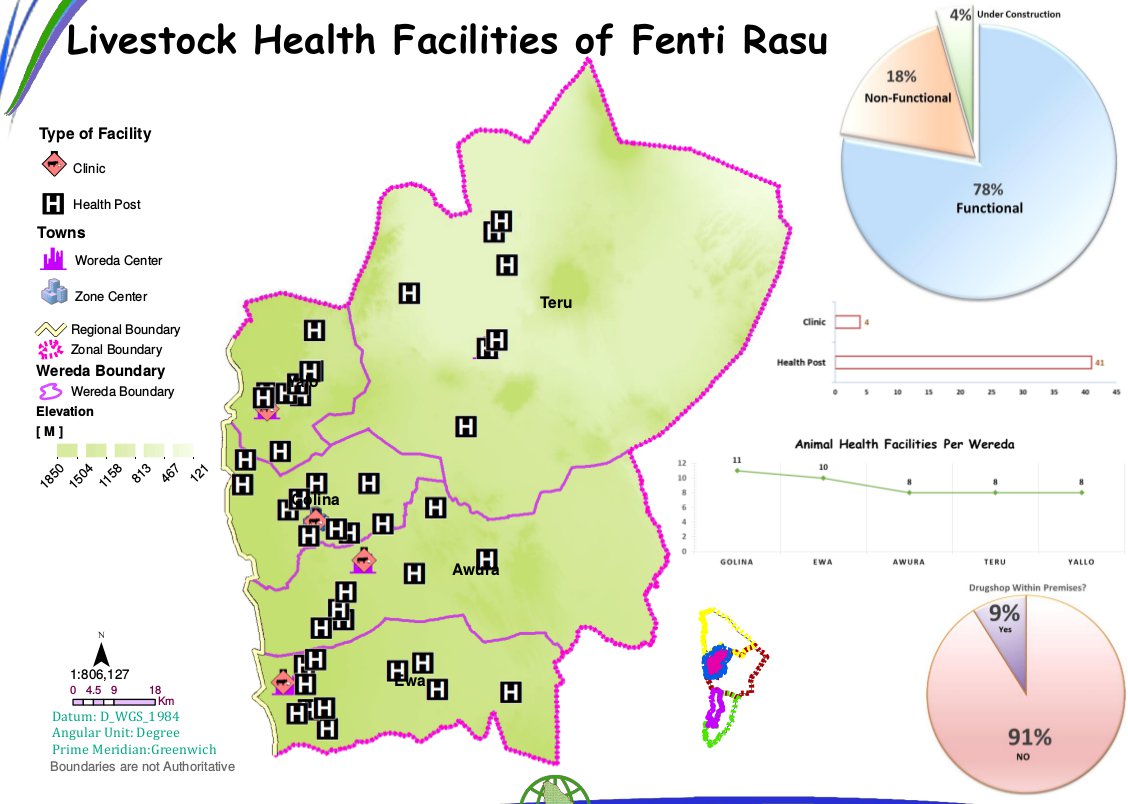 Livestock Health Facilities of Fenti Rasu
Type of Facility
Clinic
H Health Post
Towns
Woreda Center
Zone Center
Regional Boundary
Zonal Boundary
Wereda Boundary
Wereda Boundary
Elevation
[ M ]
1850 1504 1158 813 467 121
N
1:806,127
0 4.5 9 18
Km
Datum: D_WGS_1984
Angular Unit: Degree
Prime Meridian:Greenwich
Boundaries are not Authoritative
Teru
Golina
Awura
Ewa
4% Under Construction
18%
Non-Functional
78%
Functional
Clinic 4
Health Post 41
0 5 10 15 20 25 30 35 40 45
Animal Health Facilities Per Wereda
12
10
8
6
4
2
0
11 10 8 8 8
GOLINA EWA AWURA TERU YALLO
Drugshop Within Premises?
9%
Yes
91%
NO